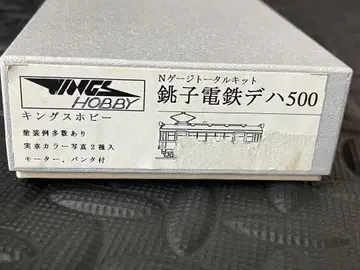 KINGS
HOBBY
キングスホビー
塗装例多数あり
実車カラー写真2種入
モーター、パンタ付
Nゲージトータルキット
銚子電鉄デハ500